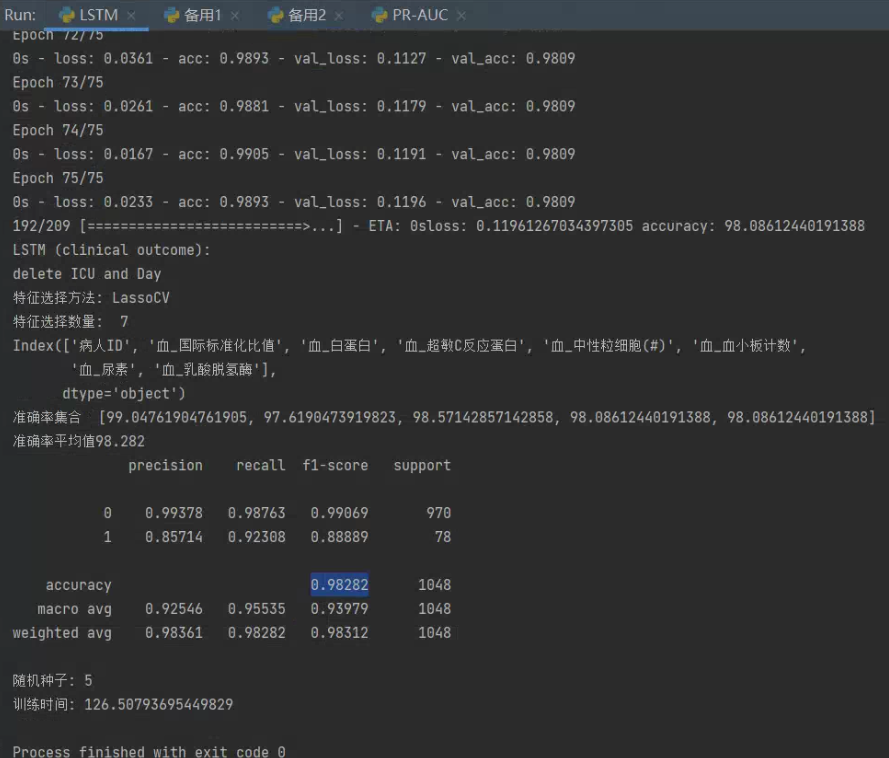 Run: LSTM × 备用1 × 备用2 × PR-AUC ×
Epoch 72/75
0s - loss: 0.0361 - acc: 0.9893 - val_loss: 0.1127 - val_acc: 0.9809
Epoch 73/75
0s - loss: 0.0261 - acc: 0.9881 - val_loss: 0.1179 - val_acc: 0.9809
Epoch 74/75
0s - loss: 0.0167 - acc: 0.9905 - val_loss: 0.1191 - val_acc: 0.9809
Epoch 75/75
0s - loss: 0.0233 - acc: 0.9893 - val_loss: 0.1196 - val_acc: 0.9809
192/209 [==========================>...] - ETA: 0sloss: 0.11961267034397305 accuracy: 98.08612440191388
LSTM (clinical outcome):
delete ICU and Day
特征选择方法: LassoCV
特征选择数量: 7
Index(['病人ID', '血_国际标准化比值', '血_白蛋白', '血_超敏C反应蛋白', '血_中性粒细胞(#)', '血_血小板计数',
'血_尿素', '血_乳酸脱氢酶'],
dtype='object')
准确率集合 [99.04761904761905, 97.6190473919823, 98.57142857142858, 98.08612440191388, 98.08612440191388]
准确率平均值98.282
precision recall f1-score support
0 0.99378 0.98763 0.99069 970
1 0.85714 0.92308 0.88889 78
accuracy 0.98282 1048
macro avg 0.92546 0.95535 0.93979 1048
weighted avg 0.98361 0.98282 0.98312 1048
随机种子: 5
训练时间: 126.50793695449829
Process finished with exit code 0